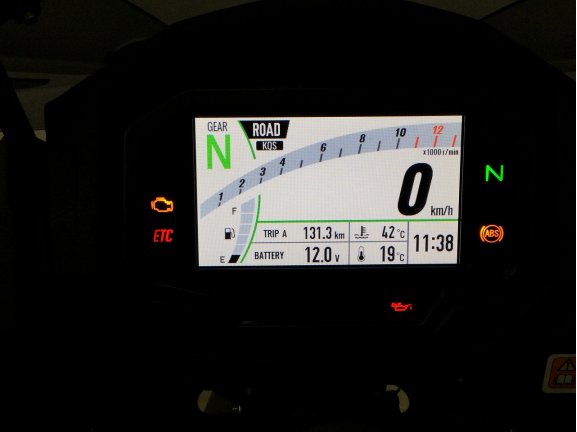 GEAR
N
ROAD
KQS
1 2 3 4 6 8 10 12
x1000 r/min
0 km/h
N
F
E
ETC
TRIP A 131.3 km
42 °C
BATTERY 12.0 V
19 °C
11:38
ABS